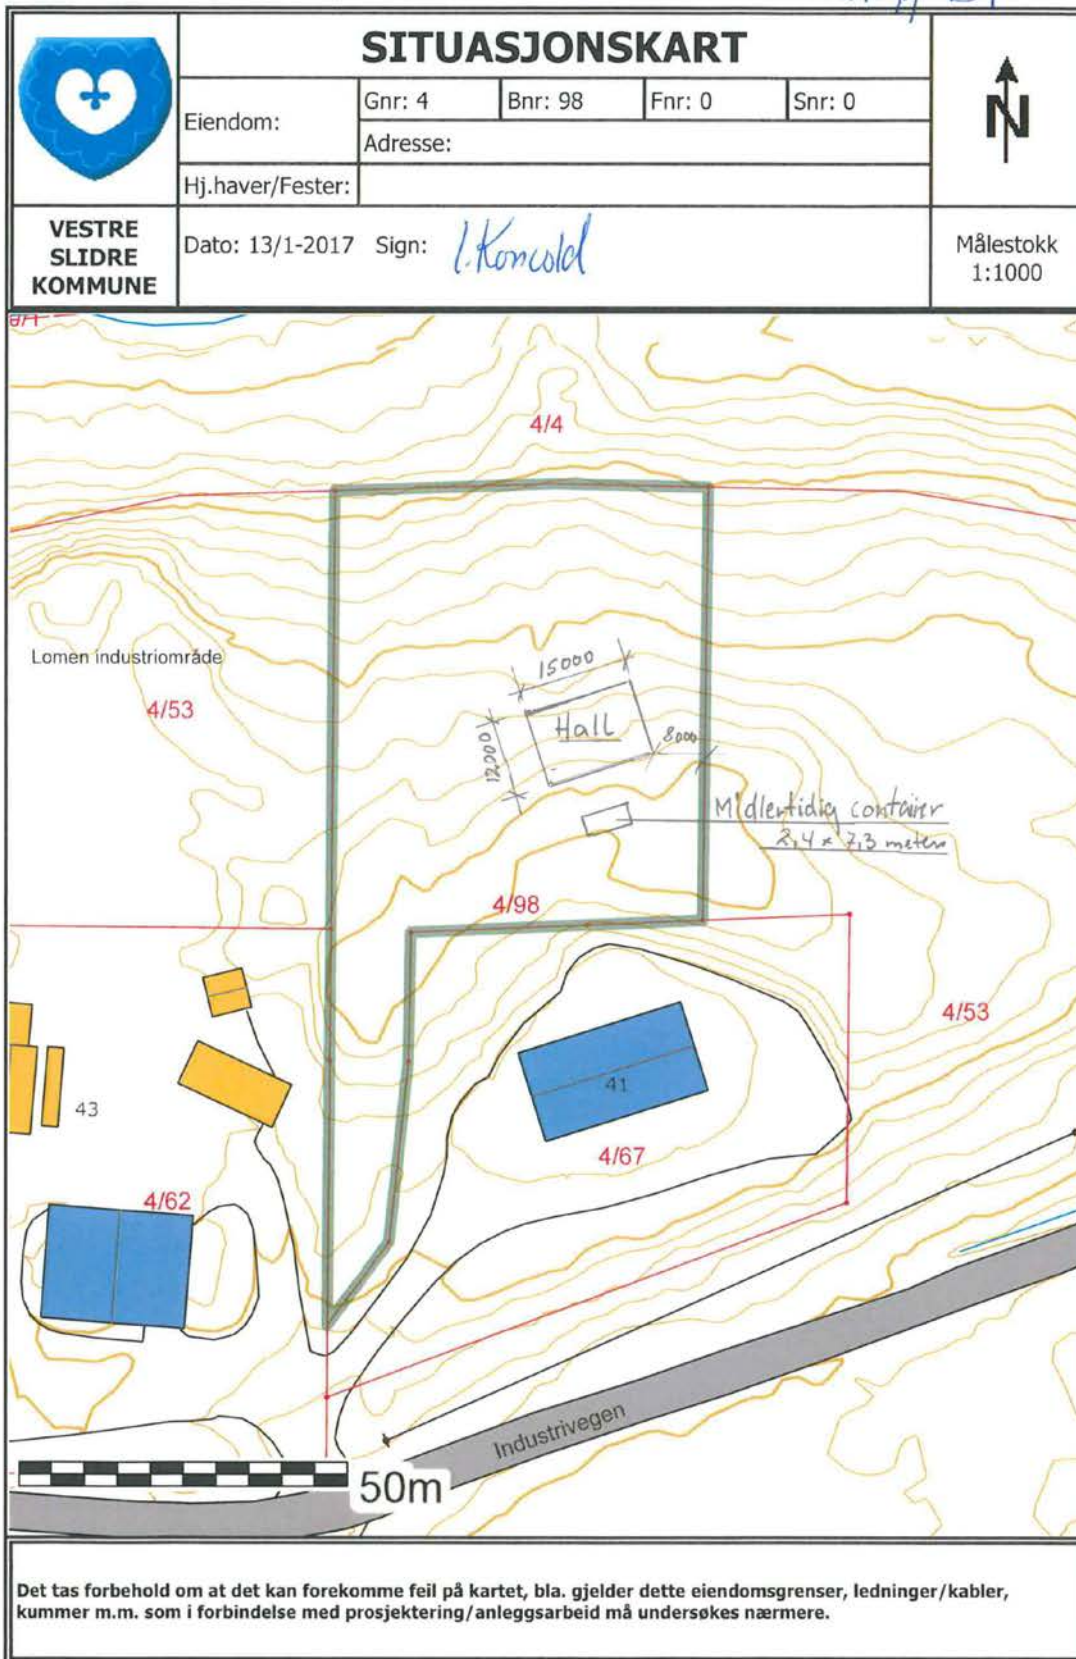 SITUASJONSKART
Eiendom:
Gnr: 4
Bnr: 98
Fnr: 0
Snr: 0
N
Adresse:
Hj.haver/Fester:
VESTRE
SLIDRE
KOMMUNE
Dato: 13/1-2017 Sign:
Målestokk
1:1000
4/4
Lomen industriområde
4/53
15000
Hall
12000
8000
Midlertidig container
2,4 x 7,3 meter
4/98
4/53
43
41
4/67
4/62
Industrivegen
50m
Det tas forbehold om at det kan forekomme feil på kartet, bla. gjelder dette eiendomsgrenser, ledninger/kabler,
kummer m.m. som i forbindelse med prosjektering/anleggsarbeid må undersøkes nærmere.